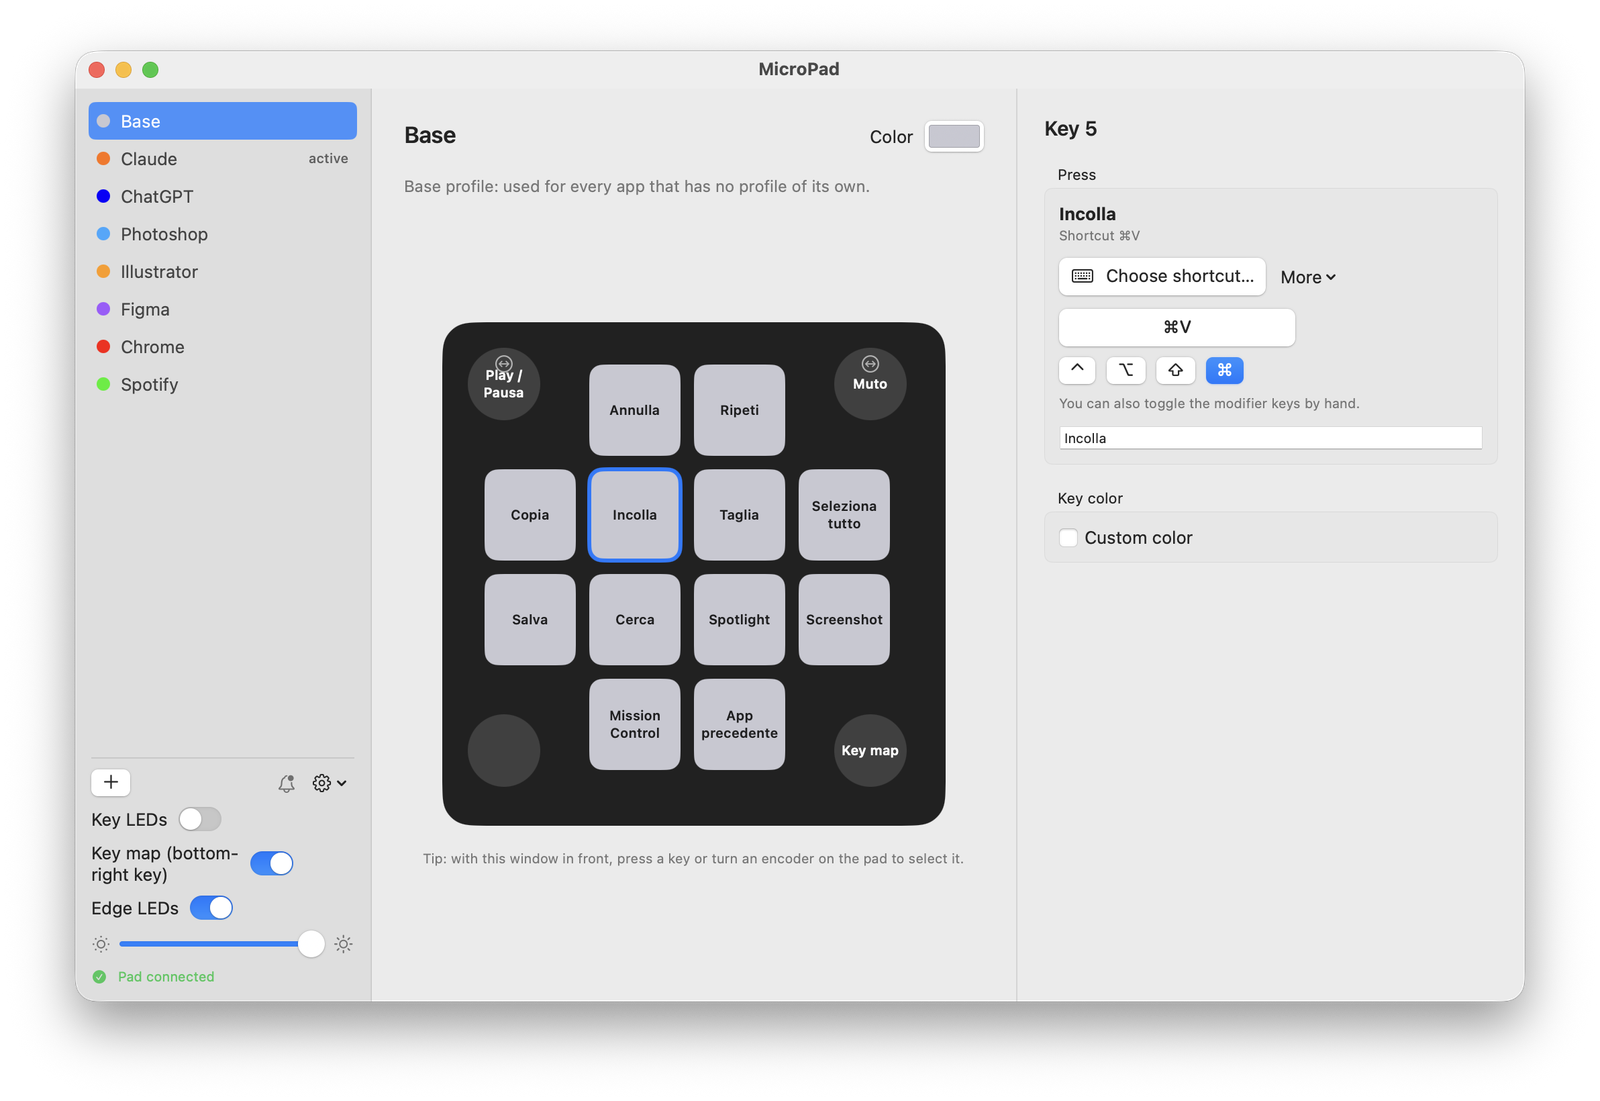 MicroPad
Base
Claude
active
ChatGPT
Photoshop
Illustrator
Figma
Chrome
Spotify
Key LEDs
Key map (bottom-
right key)
Edge LEDs
Pad connected
Base
Color
Base profile: used for every app that has no profile of its own.
Play /
Pausa
Annulla
Ripeti
Muto
Copia
Incolla
Taglia
Seleziona
tutto
Salva
Cerca
Spotlight
Screenshot
Mission
Control
App
precedente
Key map
Tip: with this window in front, press a key or turn an encoder on the pad to select it.
Key 5
Press
Incolla
Shortcut ⌘V
Choose shortcut...
More
⌘V
^ ⌥ ⇧ ⌘
You can also toggle the modifier keys by hand.
Incolla
Key color
Custom color